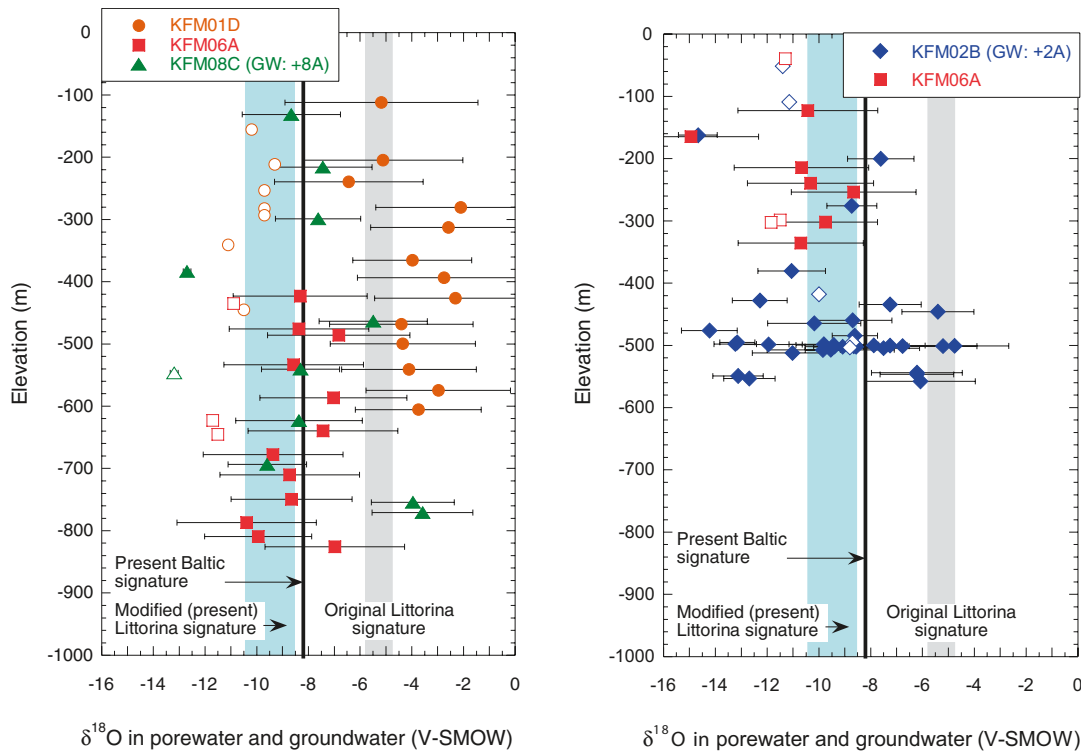 KFM01D
KFM06A
KFM08C (GW: +8A)
0
-100
-200
-300
-400
-500
-600
-700
-800
-900
-1000
Elevation (m)
Present Baltic
signature
Modified (present)
Littorina signature
Original Littorina
signature
-16 -14 -12 -10 -8 -6 -4 -2 0
δ18O in porewater and groundwater (V-SMOW)
KFM02B (GW: +2A)
KFM06A
0
-100
-200
-300
-400
-500
-600
-700
-800
-900
-1000
Elevation (m)
Present Baltic
signature
Modified (present)
Littorina signature
Original Littorina
signature
-16 -14 -12 -10 -8 -6 -4 -2 0
δ18O in porewater and groundwater (V-SMOW)